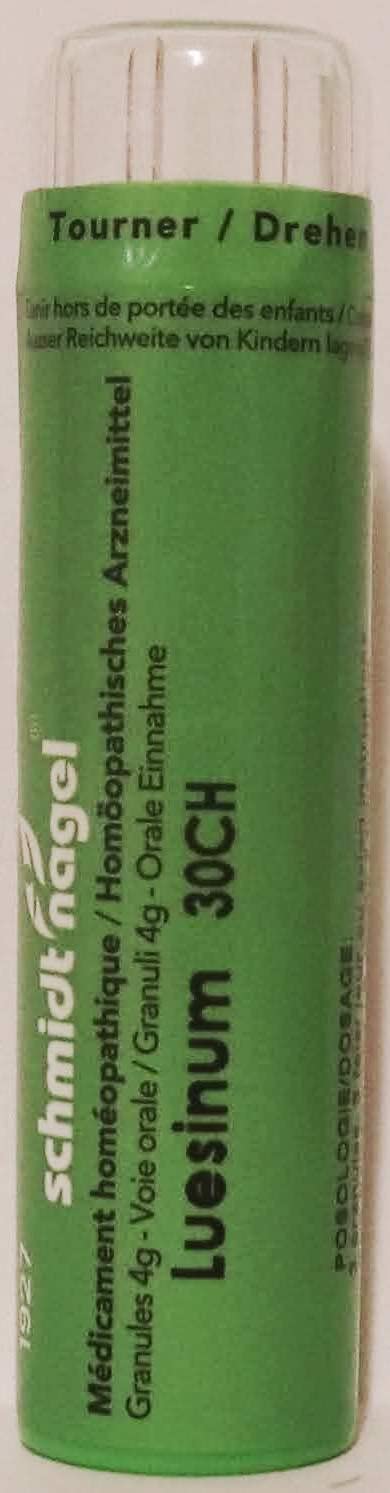 Tourner / Drehen
hors de portée des enfants /
Reichweite von Kindern
1927
schmidt nagel
Médicament homéopathique / Homöopathisches Arzneimittel
Granules 4g - Voie orale / Granuli 4g - Orale Einnahme
Luesinum 30CH
POSOLOGIE/DOSAGE: